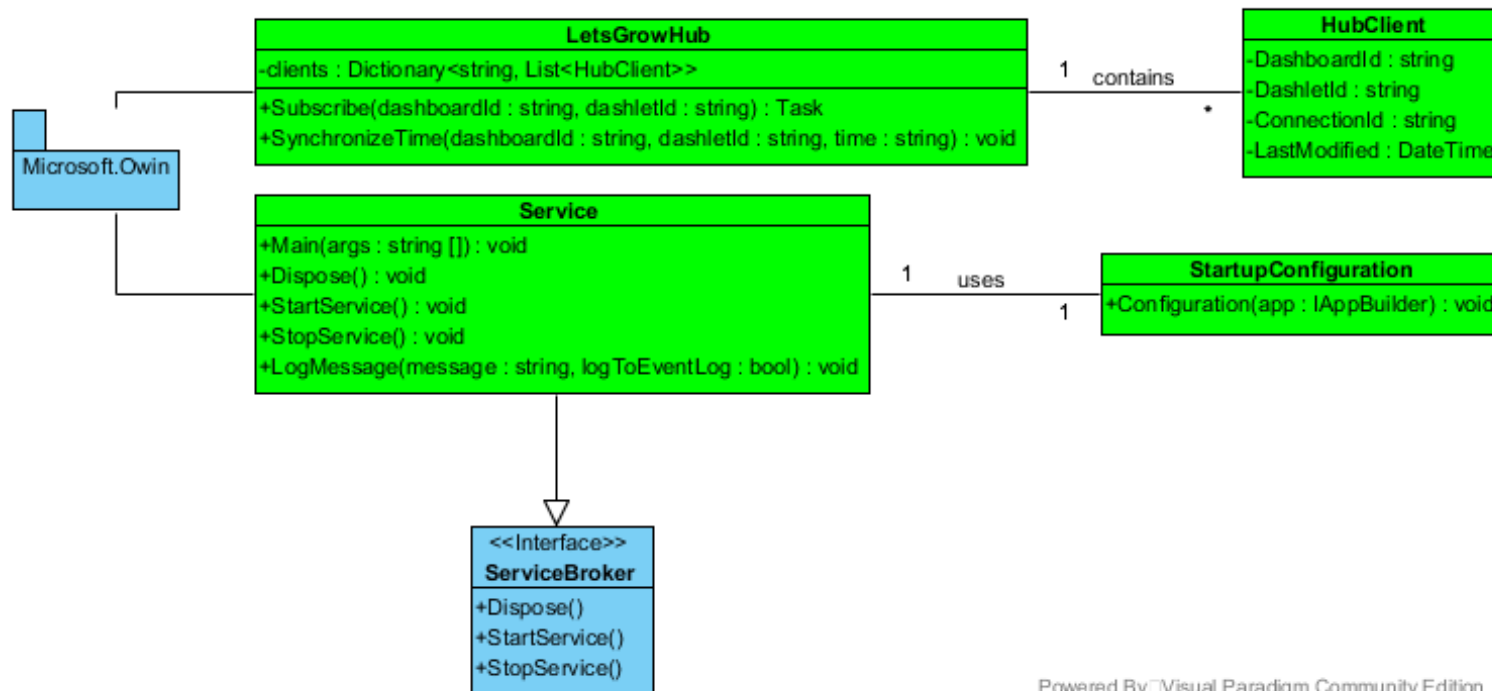 LetsGrowHub
-clients : Dictionary<string, List<HubClient>>
+Subscribe(dashboardId : string, dashletId : string) : Task
+SynchronizeTime(dashboardId : string, dashletId : string, time : string) : void
1
contains
*
HubClient
-DashboardId : string
-DashletId : string
-ConnectionId : string
-LastModified : DateTime
Microsoft.Owin
Service
+Main(args : string []) : void
+Dispose() : void
+StartService() : void
+StopService() : void
+LogMessage(message : string, logToEventLog : bool) : void
1
uses
1
StartupConfiguration
+Configuration(app : IAppBuilder) : void
<<Interface>>
ServiceBroker
+Dispose()
+StartService()
+StopService()
Powered By Visual Paradigm Community Edition